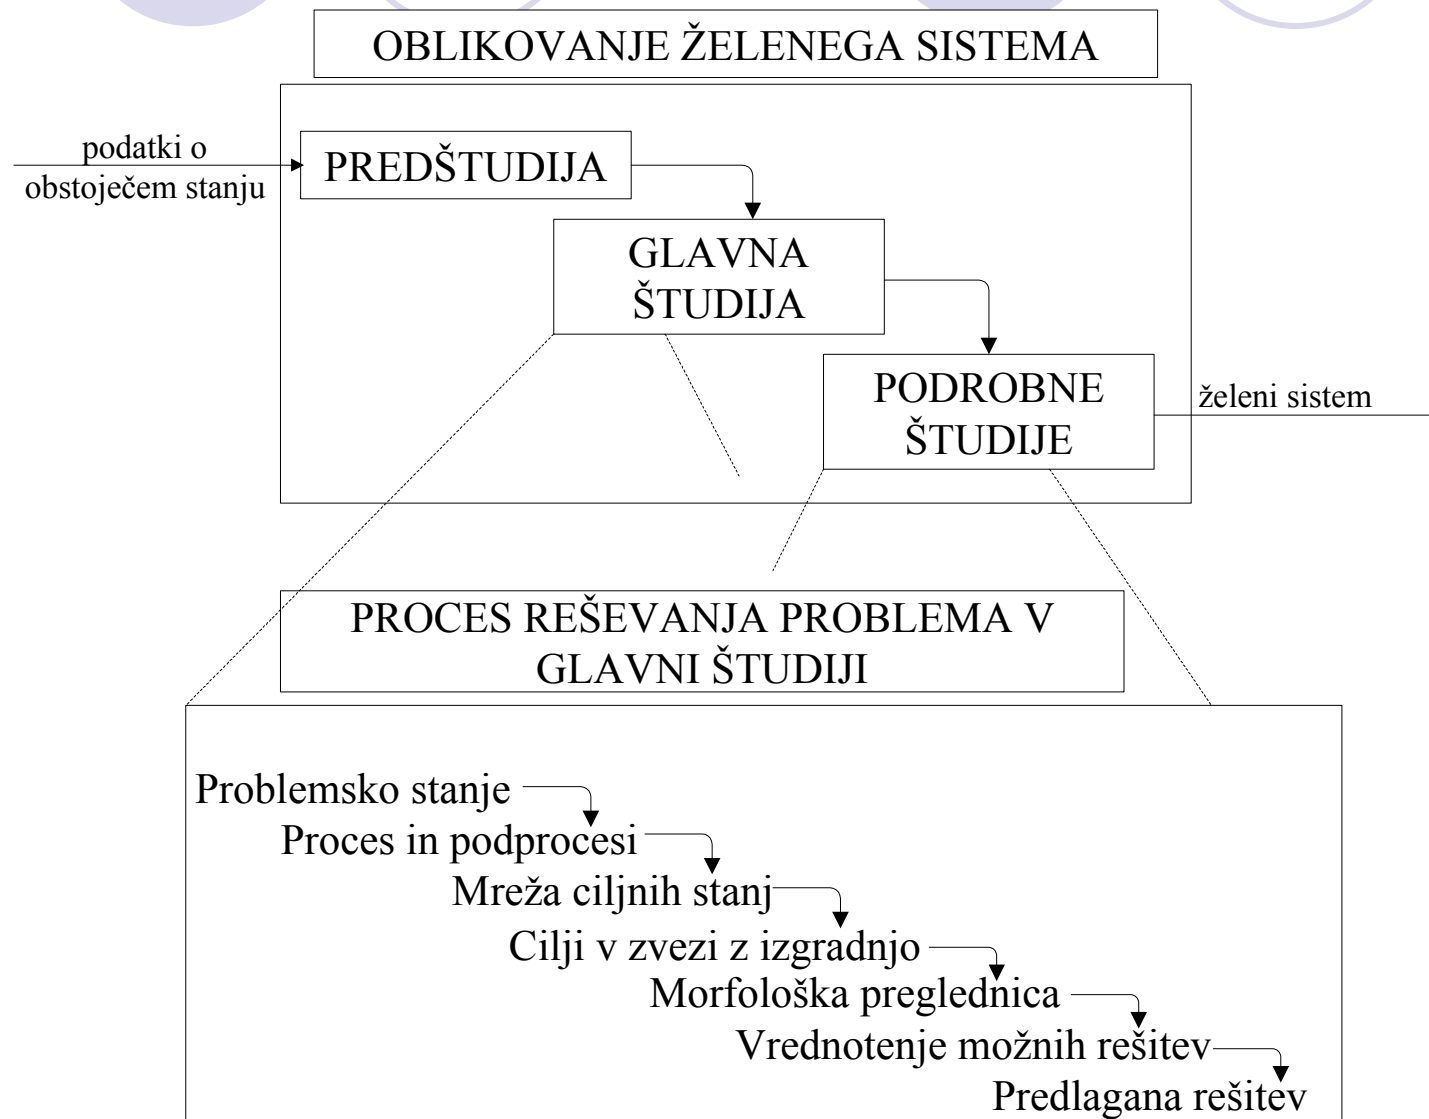 OBLIKOVANJE ŽELENEGA SISTEMA
podatki o
obstoječem stanju
PREDŠTUDIJA
GLAVNA
ŠTUDIJA
PODROBNE
ŠTUDIJE
želeni sistem
PROCES REŠEVANJA PROBLEMA V
GLAVNI ŠTUDIJI
Problemsko stanje
Proces in podprocesi
Mreža ciljnih stanj
Cilji v zvezi z izgradnjo
Morfološka preglednica
Vrednotenje možnih rešitev
Predlagana rešitev